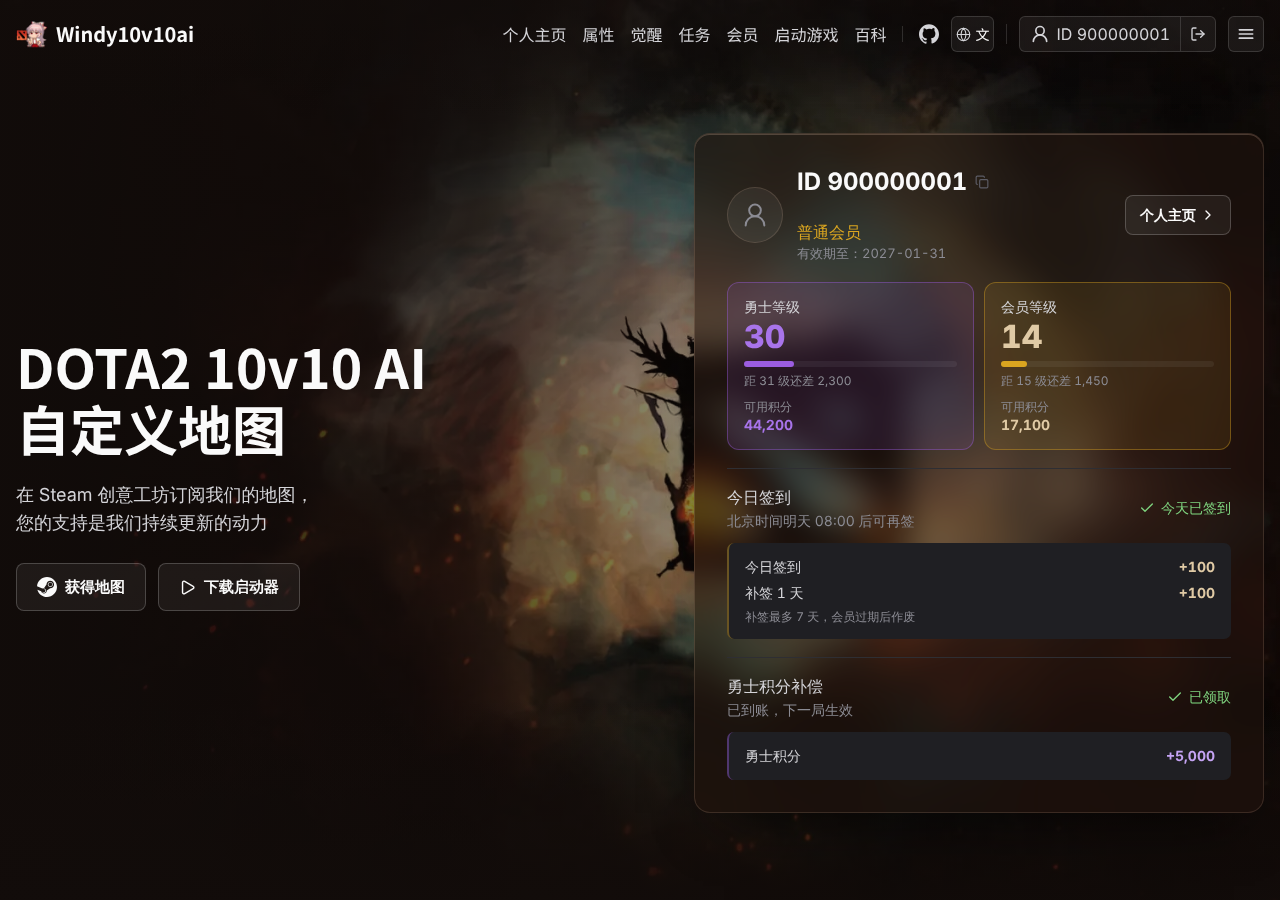 Windy10v10ai
个人主页 属性 觉醒 任务 会员 启动游戏 百科 文 ID 900000001
ID 900000001
普通会员
有效期至：2027-01-31
个人主页
勇士等级
30
距 31 级还差 2,300
可用积分
44,200
会员等级
14
距 15 级还差 1,450
可用积分
17,100
DOTA2 10v10 AI
自定义地图
在 Steam 创意工坊订阅我们的地图，
您的支持是我们持续更新的动力
获得地图 下载启动器
今日签到
北京时间明天 08:00 后可再签
今天已签到
今日签到 +100
补签 1 天 +100
补签最多 7 天，会员过期后作废
勇士积分补偿
已到账，下一局生效
已领取
勇士积分 +5,000